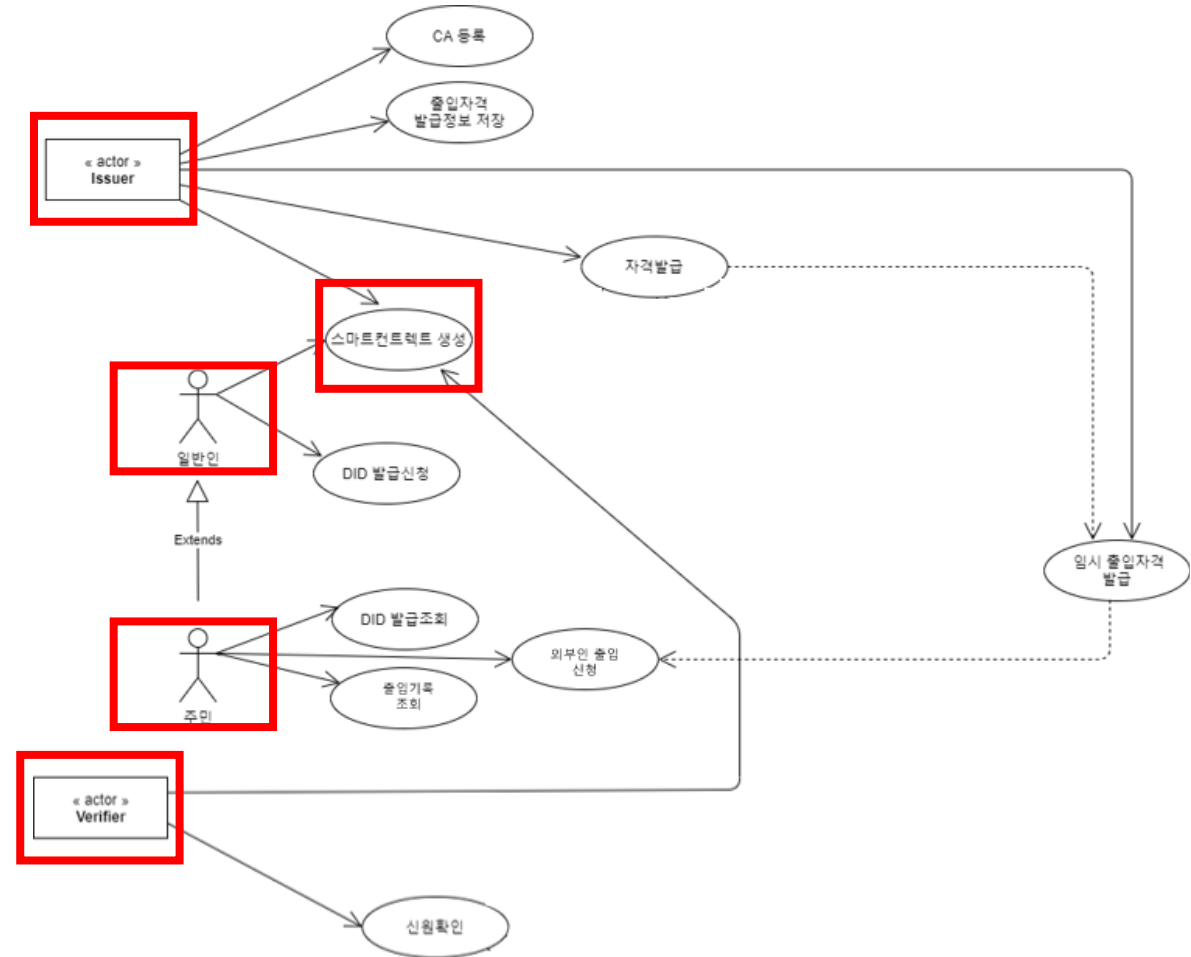 CA 등록
출입자격
발급정보 저장
« actor »
Issuer
자격발급
스마트컨트렉트 생성
일반인
DID 발급신청
Extends
임시 출입자격
발급
DID 발급조회
외부인 출입
신청
출입기록
조회
주민
« actor »
Verifier
신원확인